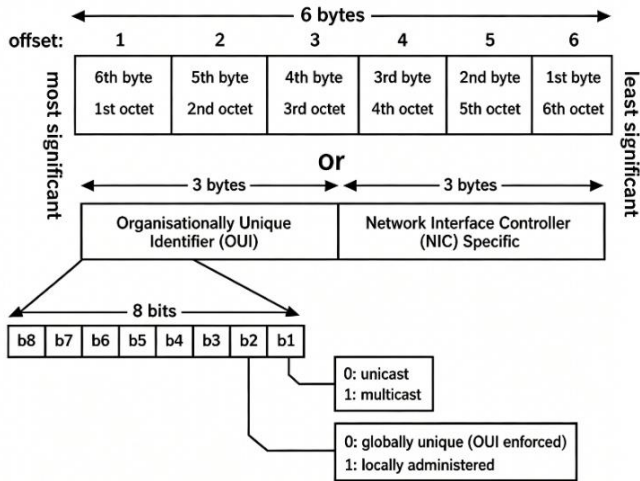 6 bytes
offset: 1 2 3 4 5 6
most significant
6th byte 5th byte 4th byte 3rd byte 2nd byte 1st byte
1st octet 2nd octet 3rd octet 4th octet 5th octet 6th octet
least significant
or
3 bytes 3 bytes
Organisationally Unique
Identifier (OUI)
Network Interface Controller
(NIC) Specific
8 bits
b8 b7 b6 b5 b4 b3 b2 b1
0: unicast
1: multicast
0: globally unique (OUI enforced)
1: locally administered